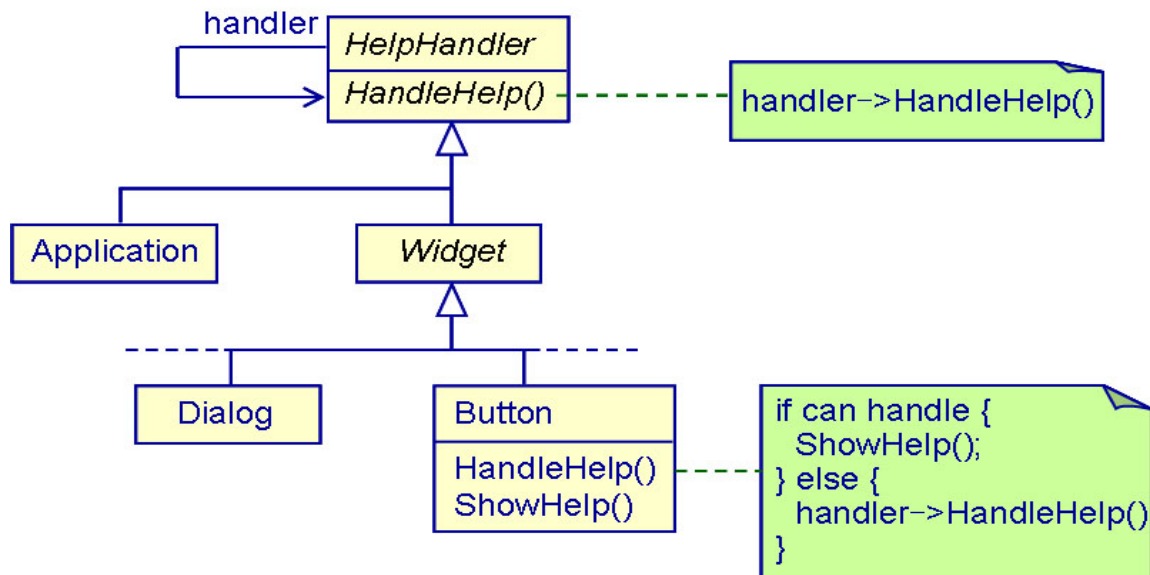 handler
HelpHandler
HandleHelp()
handler->HandleHelp()
Application
Widget
Dialog
Button
HandleHelp()
ShowHelp()
if can handle {
ShowHelp();
} else {
handler->HandleHelp()
}